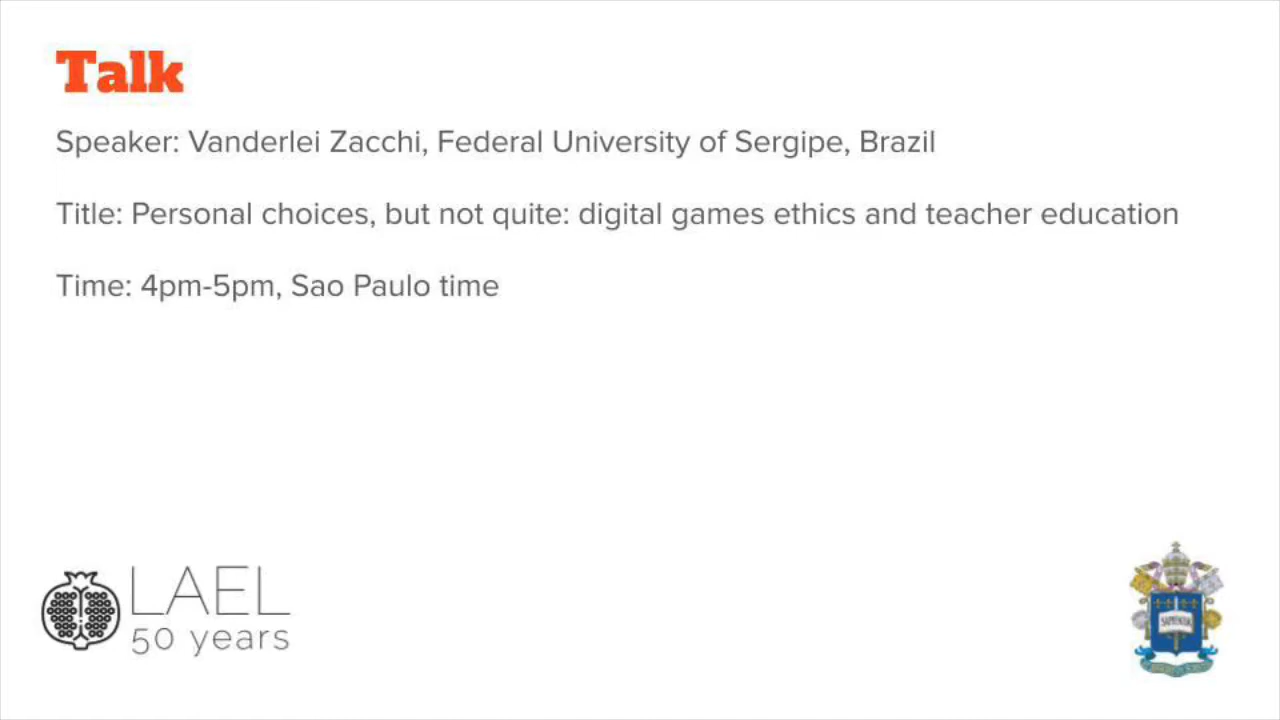 Talk
Speaker: Vanderlei Zacchi, Federal University of Sergipe, Brazil
Title: Personal choices, but not quite: digital games ethics and teacher education
Time: 4pm-5pm, Sao Paulo time
LAEL
50 years